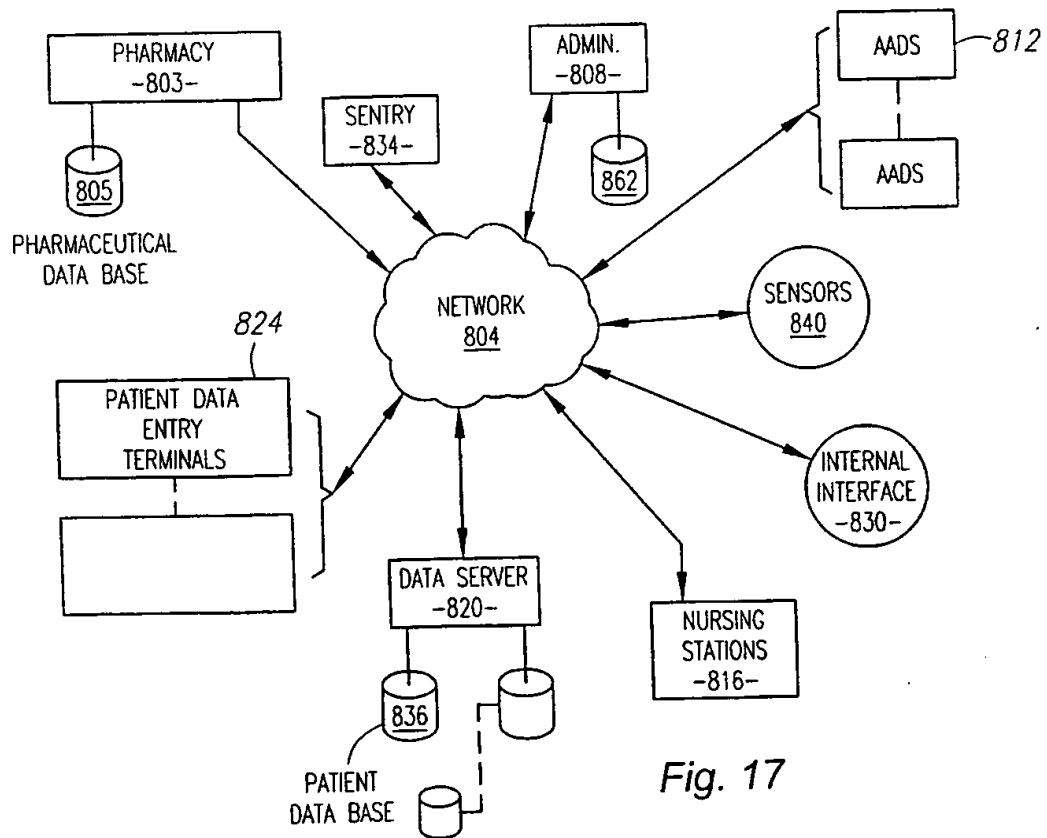 PHARMACY
-803-
805
PHARMACEUTICAL
DATA BASE
SENTRY
-834-
ADMIN.
-808-
862
AADS
812
AADS
NETWORK
804
SENSORS
840
824
PATIENT DATA
ENTRY
TERMINALS
INTERNAL
INTERFACE
-830-
DATA SERVER
-820-
836
PATIENT
DATA BASE
NURSING
STATIONS
-816-
Fig. 17